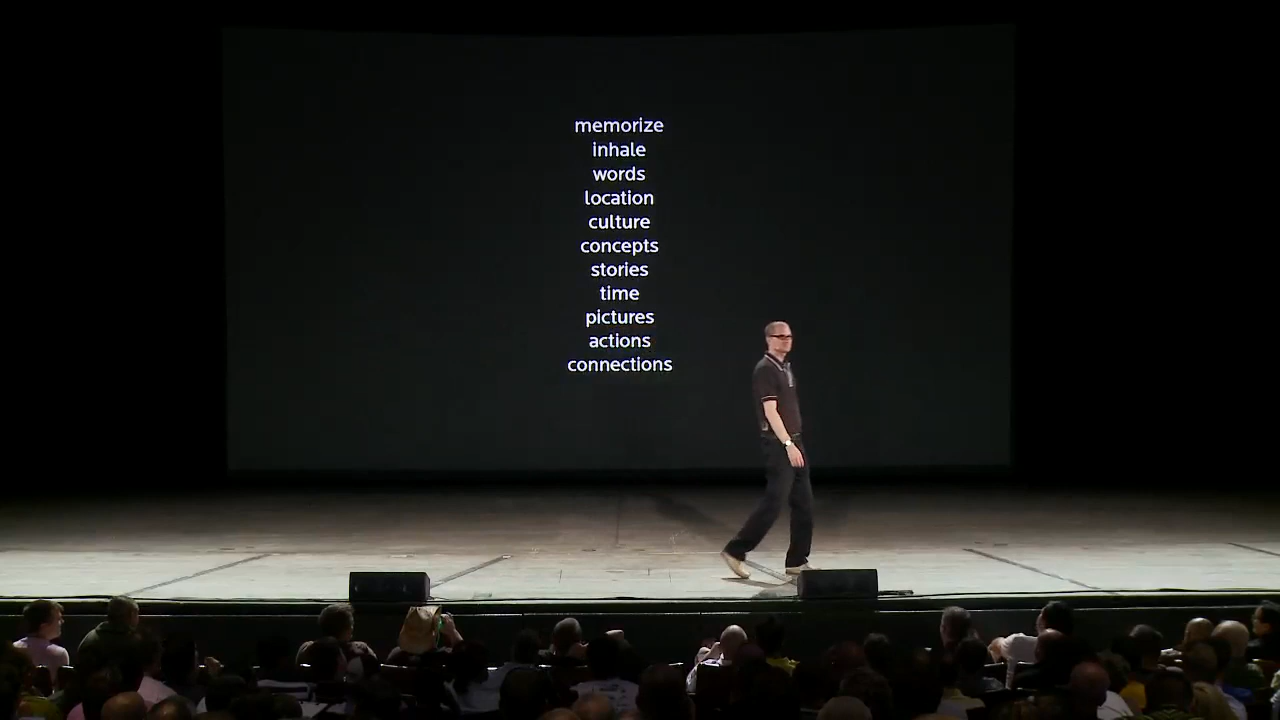 memorize
inhale
words
location
culture
concepts
stories
time
pictures
actions
connections